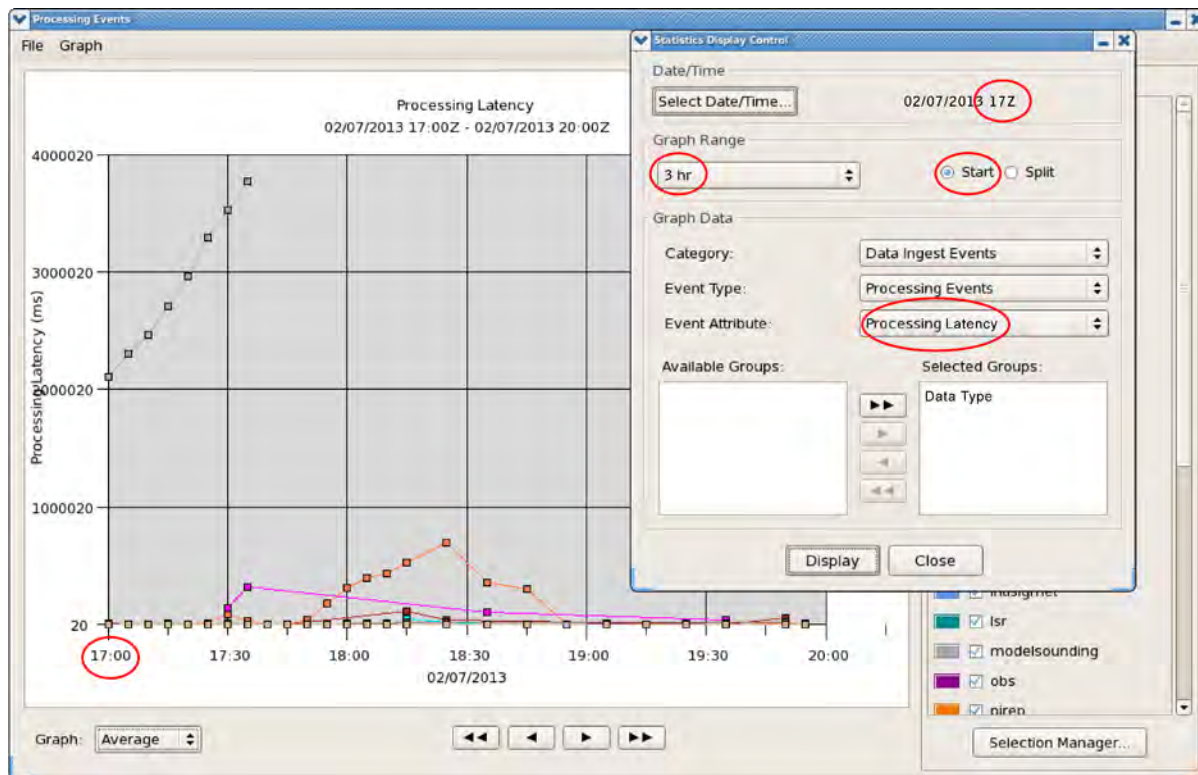 Processing Events
File Graph
Processing Latency
02/07/2013 17:00Z - 02/07/2013 20:00Z
Processing Latency (ms)
4000020
3000020
2000020
1000020
20
17:00 17:30 18:00 18:30 19:00 19:30 20:00
02/07/2013
Graph: Average
Statistics Display Control
Date/Time
Select Date/Time... 02/07/2013 17Z
Graph Range
3 hr Start Split
Graph Data
Category: Data Ingest Events
Event Type: Processing Events
Event Attribute: Processing Latency
Available Groups: Selected Groups:
Data Type
Display Close
lsr
modelsounding
obs
pirep
Selection Manager...